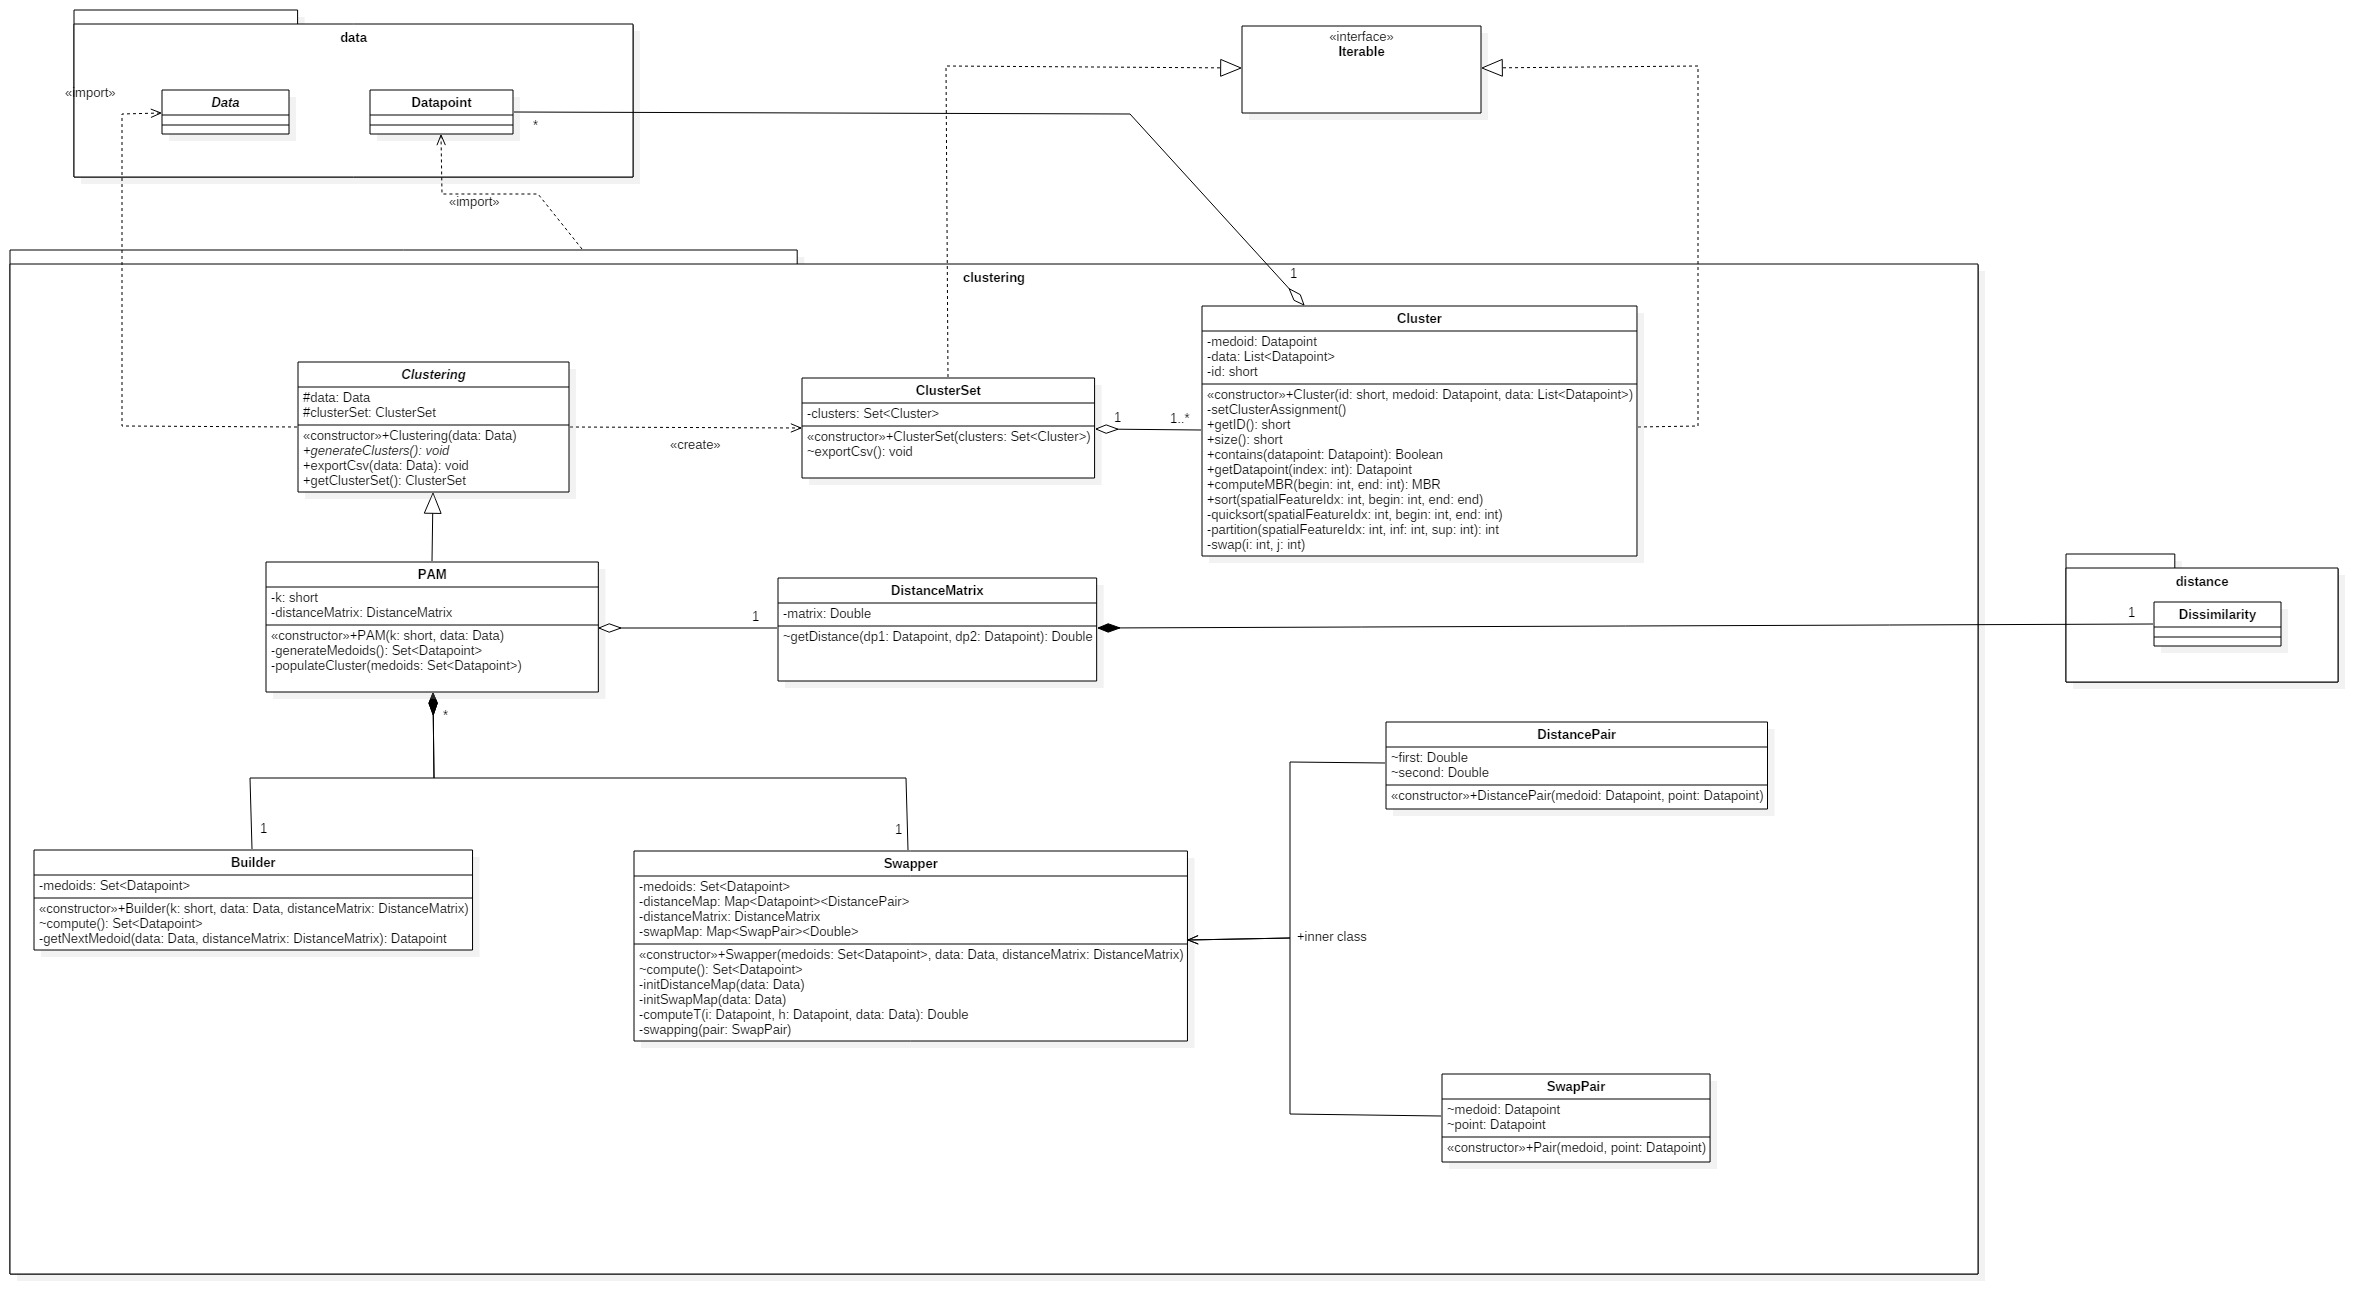 data
«import»
Data
Datapoint
*
«import»
«interface»
Iterable
clustering
1
Cluster
-medoid: Datapoint
-data: List<Datapoint>
-id: short
«constructor»+Cluster(id: short, medoid: Datapoint, data: List<Datapoint>)
-setClusterAssignment()
+getID(): short
+size(): short
+contains(datapoint: Datapoint): Boolean
+getDatapoint(index: int): Datapoint
+computeMBR(begin: int, end: int): MBR
+sort(spatialFeatureIdx: int, begin: int, end: end)
-quicksort(spatialFeatureIdx: int, begin: int, end: int)
-partition(spatialFeatureIdx: int, inf: int, sup: int): int
-swap(i: int, j: int)
Clustering
#data: Data
#clusterSet: ClusterSet
«constructor»+Clustering(data: Data)
+generateClusters(): void
+exportCsv(data: Data): void
+getClusterSet(): ClusterSet
«create»
ClusterSet
-clusters: Set<Cluster>
«constructor»+ClusterSet(clusters: Set<Cluster>)
~exportCsv(): void
1
1..*
PAM
-k: short
-distanceMatrix: DistanceMatrix
«constructor»+PAM(k: short, data: Data)
-generateMedoids(): Set<Datapoint>
-populateCluster(medoids: Set<Datapoint>)
1
DistanceMatrix
-matrix: Double
~getDistance(dp1: Datapoint, dp2: Datapoint): Double
distance
1
Dissimilarity
*
1
1
Builder
-medoids: Set<Datapoint>
«constructor»+Builder(k: short, data: Data, distanceMatrix: DistanceMatrix)
~compute(): Set<Datapoint>
-getNextMedoid(data: Data, distanceMatrix: DistanceMatrix): Datapoint
Swapper
-medoids: Set<Datapoint>
-distanceMap: Map<Datapoint><DistancePair>
-distanceMatrix: DistanceMatrix
-swapMap: Map<SwapPair><Double>
«constructor»+Swapper(medoids: Set<Datapoint>, data: Data, distanceMatrix: DistanceMatrix)
~compute(): Set<Datapoint>
-initDistanceMap(data: Data)
-initSwapMap(data: Data)
-computeT(i: Datapoint, h: Datapoint, data: Data): Double
-swapping(pair: SwapPair)
DistancePair
~first: Double
~second: Double
«constructor»+DistancePair(medoid: Datapoint, point: Datapoint)
+inner class
SwapPair
~medoid: Datapoint
~point: Datapoint
«constructor»+Pair(medoid, point: Datapoint)